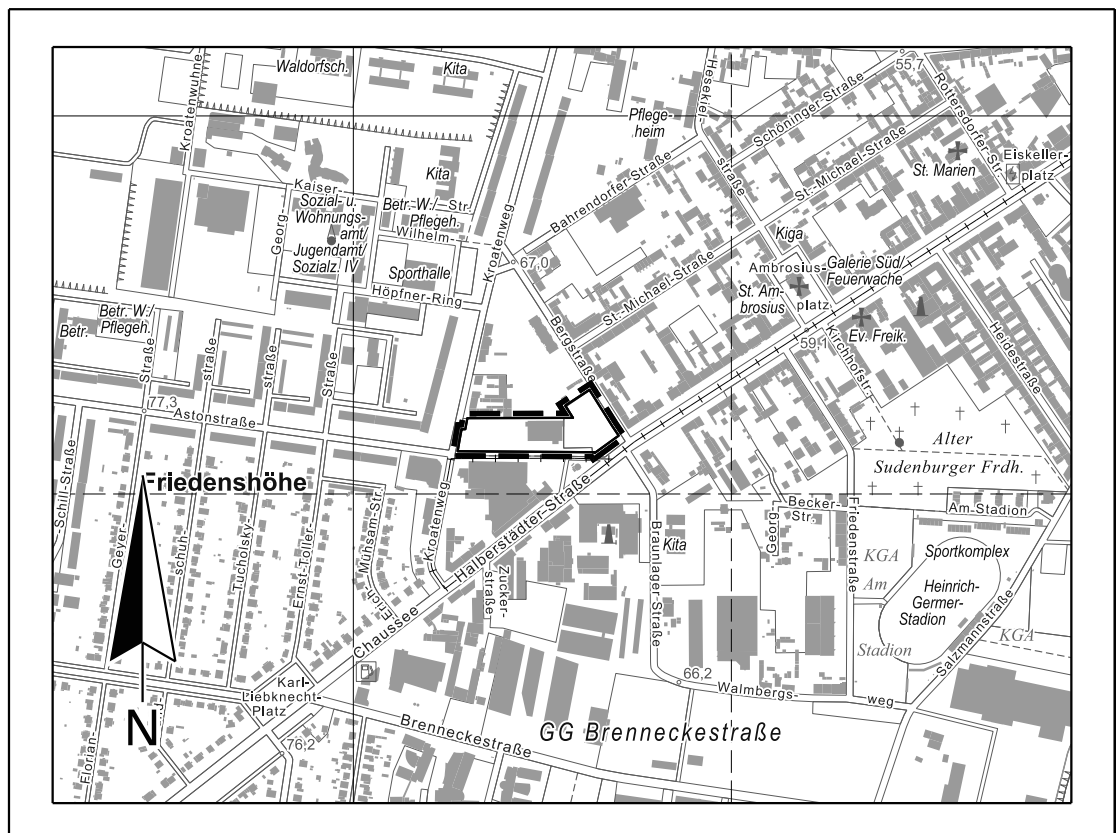 Waldorfsch.
Kita
55,7
Kroatenwuhne
Hesekiel-
straße
Pflege-
heim
Schöninger-Straße
Rottersdorfer-Str.
Eiskeller-
platz
St. Marien
St.-Michael-Straße
Bahrendorfer-Straße
Kita
Kaiser-
Wilhelm-
Str.
Sozial- u.
Wohnungs-
amt/
Jugendamt/
Sozialz. IV
Betr.-W./
Pflegeh.
Georg-
Kroatenweg
Sporthalle
Höpfner-Ring
67,0
Kiga
Ambrosius-
platz
Galerie Süd/
Feuerwache
St. Am-
brosius
St.-Michael-Straße
Ev. Freik.
59,1
Kirchhofstr.
Heidestraße
Betr.-W./
Pflegeh.
Betr.
Straße
straße
straße
Straße
Bergstraße
77,3
Astonstraße
Alter
Sudenburger Frdh.
-Schill-Straße
Friedenshöhe
Geyer-
schuh-
Tucholsky-
Ernst-Toller-
Erich-Mühsam-Str.
Kroatenweg
Halberstädter-Straße
Zucker-
straße
Braunlager-Straße
Kita
Georg-
Becker-
Str.
Friedenstraße
Am Stadion
KGA
Am
Stadion
Sportkomplex
Heinrich-
Germer-
Stadion
Salzmannstraße
KGA
Chaussee
Karl-
Liebknecht-
Platz
66,2
Walmbergs-
weg
N
Florian-
76,2
Brenneckestraße
GG Brenneckestraße